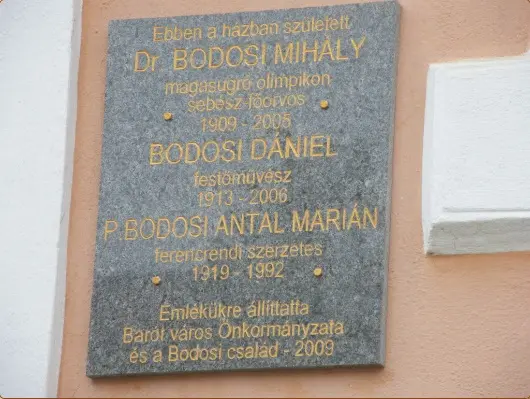 Ebben a házban született
Dr. BODOSI MIHÁLY
magasugró olimpikon
sebész-főorvos
1909 - 2005
BODOSI DÁNIEL
festőművész
1913 - 2006
P.BODOSI ANTAL MARIÁN
ferencrendi szerzetes
1919 - 1992
Emlékükre állíttatta
Barót város Önkormányzata
és a Bodosi család - 2009